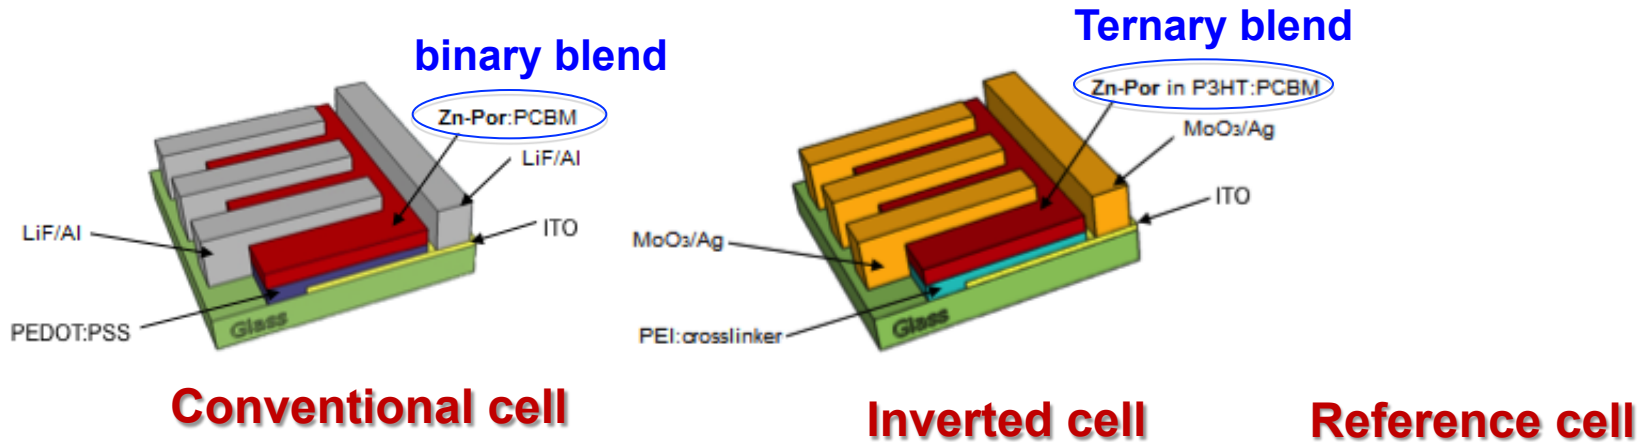 binary blend
Zn-Por:PCBM
LiF/Al
ITO
LiF/Al
PEDOT:PSS
Glass
Conventional cell
Ternary blend
Zn-Por in P3HT:PCBM
MoO₃/Ag
ITO
MoO₃/Ag
PEI:crosslinker
Glass
Inverted cell
Reference cell